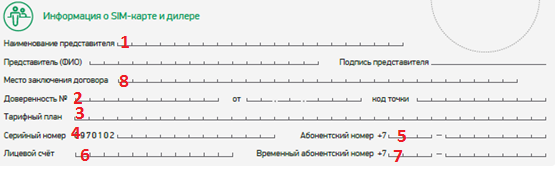 Информация о SIM-карте и дилере
Наименование представителя 1
Представитель (ФИО) Подпись представителя
Место заключения договора 8
Доверенность № 2 от код точки
Тарифный план 3
Серийный номер 4 970102 Абонентский номер +7 5 –
Лицевой счёт 6 Временный абонентский номер +7 7 –